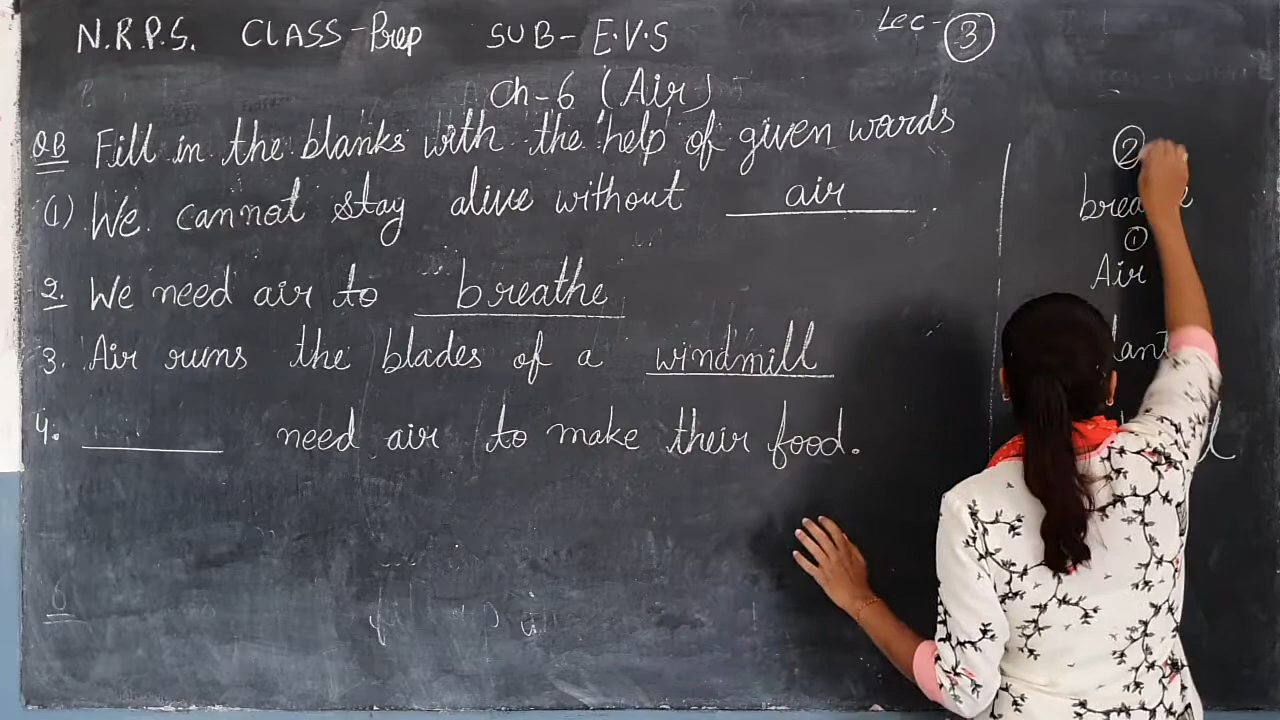 N.R.P.S. CLASS-Prep SUB- E.V.S Lec- 3
Ch-6 (Air)
QB Fill in the blanks with the help of given words
(1) We cannot stay alive without air .
2. We need air to breathe
3. Air runs the blades of a windmill
4. ________ need air to make their food.
2
1
Air